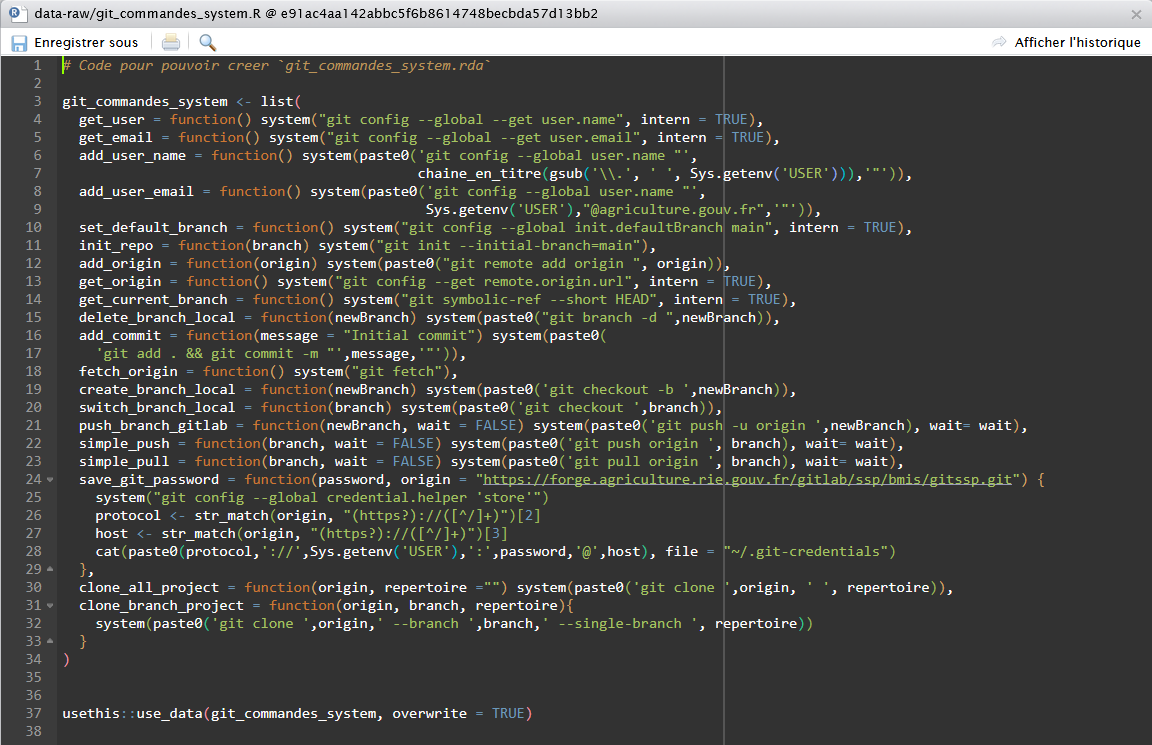 data-raw/git_commandes_system.R @ e91ac4aa142abbc5f6b8614748becbda57d13bb2
Enregistrer sous Afficher l'historique
1 # Code pour pouvoir creer `git_commandes_system.rda`
2
3 git_commandes_system <- list(
4 get_user = function() system("git config --global --get user.name", intern = TRUE),
5 get_email = function() system("git config --global --get user.email", intern = TRUE),
6 add_user_name = function() system(paste0('git config --global user.name "',
7 chaine_en_titre(gsub('\\.', ' ', Sys.getenv('USER'))),'"')),
8 add_user_email = function() system(paste0('git config --global user.name "',
9 Sys.getenv('USER'),"@agriculture.gouv.fr",'"')),
10 set_default_branch = function() system("git config --global init.defaultBranch main", intern = TRUE),
11 init_repo = function(branch) system("git init --initial-branch=main"),
12 add_origin = function(origin) system(paste0("git remote add origin ", origin)),
13 get_origin = function() system("git config --get remote.origin.url", intern = TRUE),
14 get_current_branch = function() system("git symbolic-ref --short HEAD", intern = TRUE),
15 delete_branch_local = function(newBranch) system(paste0("git branch -d ",newBranch)),
16 add_commit = function(message = "Initial commit") system(paste0(
17 'git add . && git commit -m "',message,'"')),
18 fetch_origin = function() system("git fetch"),
19 create_branch_local = function(newBranch) system(paste0('git checkout -b ',newBranch)),
20 switch_branch_local = function(branch) system(paste0('git checkout ',branch)),
21 push_branch_gitlab = function(newBranch, wait = FALSE) system(paste0('git push -u origin ',newBranch), wait= wait),
22 simple_push = function(branch, wait = FALSE) system(paste0('git push origin ', branch), wait= wait),
23 simple_pull = function(branch, wait = FALSE) system(paste0('git pull origin ', branch), wait= wait),
24 save_git_password = function(password, origin = "https://forge.agriculture.rie.gouv.fr/gitlab/ssp/bmis/gitssp.git") {
25 system("git config --global credential.helper 'store'")
26 protocol <- str_match(origin, "(https?)://([^/]+)")[2]
27 host <- str_match(origin, "(https?)://([^/]+)")[3]
28 cat(paste0(protocol,'://',Sys.getenv('USER'),':',password,'@',host), file = "~/.git-credentials")
29 },
30 clone_all_project = function(origin, repertoire ="") system(paste0('git clone ',origin, ' ', repertoire)),
31 clone_branch_project = function(origin, branch, repertoire){
32 system(paste0('git clone ',origin,' --branch ',branch,' --single-branch ', repertoire))
33 }
34 )
35
36
37 usethis::use_data(git_commandes_system, overwrite = TRUE)
38